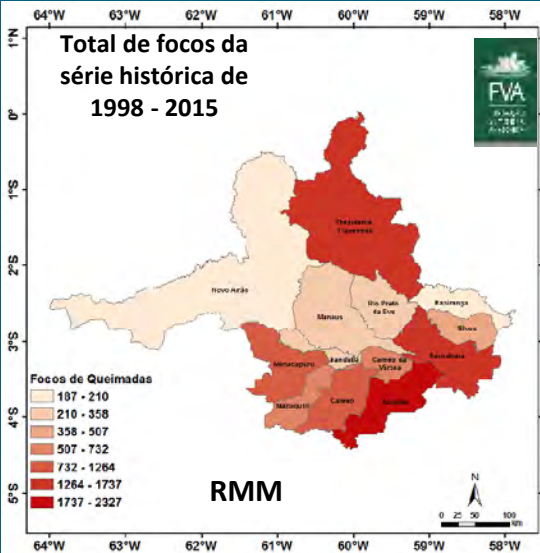 64°W 63°W 62°W 61°W 60°W 59°W 58°W
Total de focos da
série histórica de
1998 - 2015
FVA
1°N
0°
1°S
2°S
3°S
4°S
5°S
Presidente
Figueiredo
Novo Airão
Manaus
Rio Preto
da Eva
Itapiranga
Silves
Itacoatiara
Iranduba
Careiro da
Várzea
Manacapuru
Manaquiri
Careiro
Autazes
Focos de Queimadas
187 - 210
210 - 358
358 - 507
507 - 732
732 - 1264
1264 - 1737
1737 - 2327
RMM
N
0 25 50 100
km
64°W 63°W 62°W 61°W 60°W 59°W 58°W